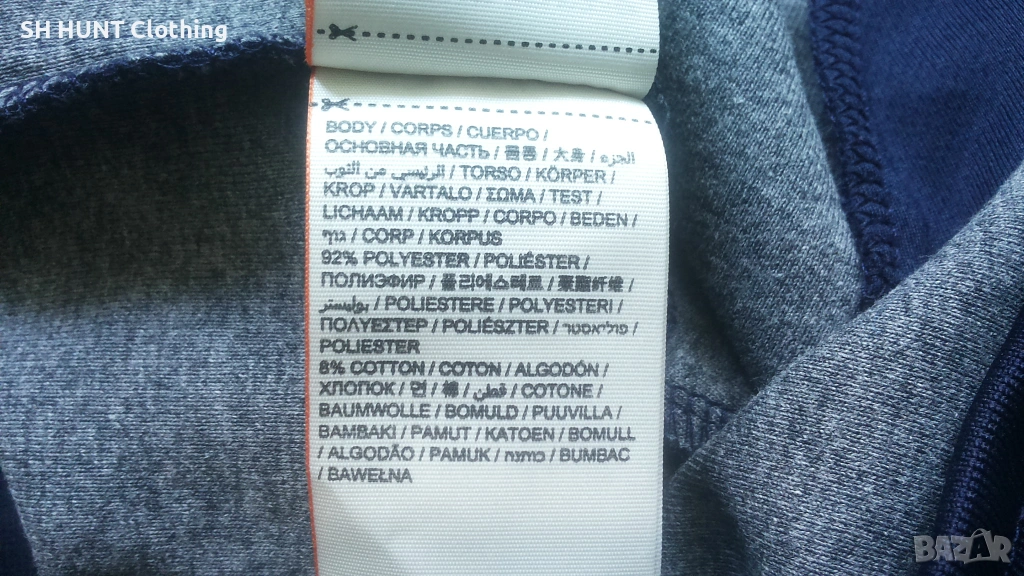 SH HUNT Clothing
BODY / CORPS / CUERPO /
ОСНОВНАЯ ЧАСТЬ / 몸통 / 大身 / الجزء
الرئيسي من الثوب / TORSO / KÖRPER /
KROP / VARTALO / ΣΩΜΑ / TEST /
LICHAAM / KROPP / CORPO / BEDEN /
גוף / CORP / KORPUS
92% POLYESTER / POLIÉSTER /
ПОЛИЭФИР / 폴리에스테르 / 聚酯纤维 /
بوليستر / POLIESTERE / POLYESTERI /
ΠΟΛΥΕΣΤΕΡ / POLIÉSZTER / פוליאסטר /
POLIESTER
8% COTTON / COTON / ALGODÓN /
ХЛОПОК / 면 / 棉 / قطن / COTONE /
BAUMWOLLE / BOMULD / PUUVILLA /
BAMBAKI / PAMUT / KATOEN / BOMULL
/ ALGODÃO / PAMUK / כותנה / BUMBAC
/ BAWEŁNA
BAZAR